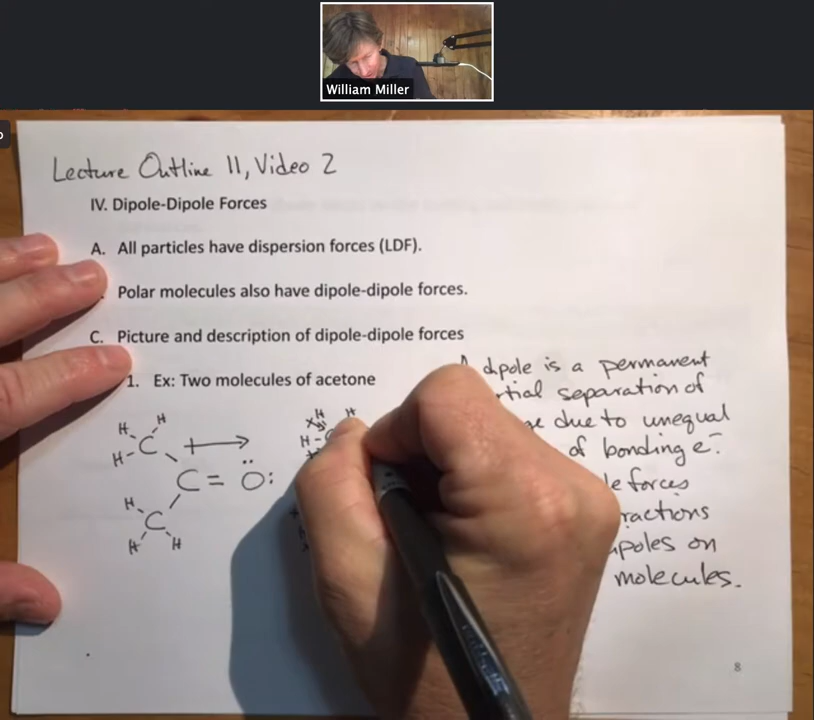 William Miller
Lecture Outline 11, Video 2
IV. Dipole-Dipole Forces
A. All particles have dispersion forces (LDF).
Polar molecules also have dipole-dipole forces.
C. Picture and description of dipole-dipole forces
1. Ex: Two molecules of acetone
dipole is a permanent
separation of
due to unequal
of bonding e-.
forces
on
molecules.
H H H H
H - C H -
C = O:
H C
H H
8